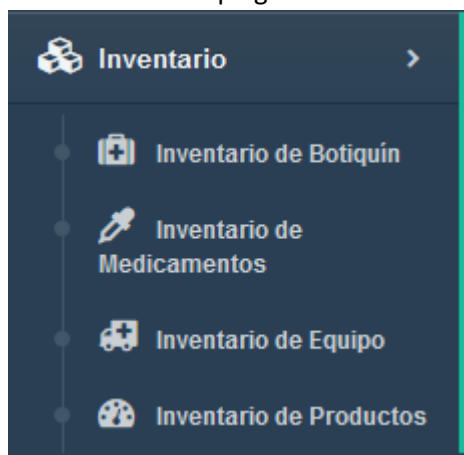 Inventario
Inventario de Botiquín
Inventario de
Medicamentos
Inventario de Equipo
Inventario de Productos